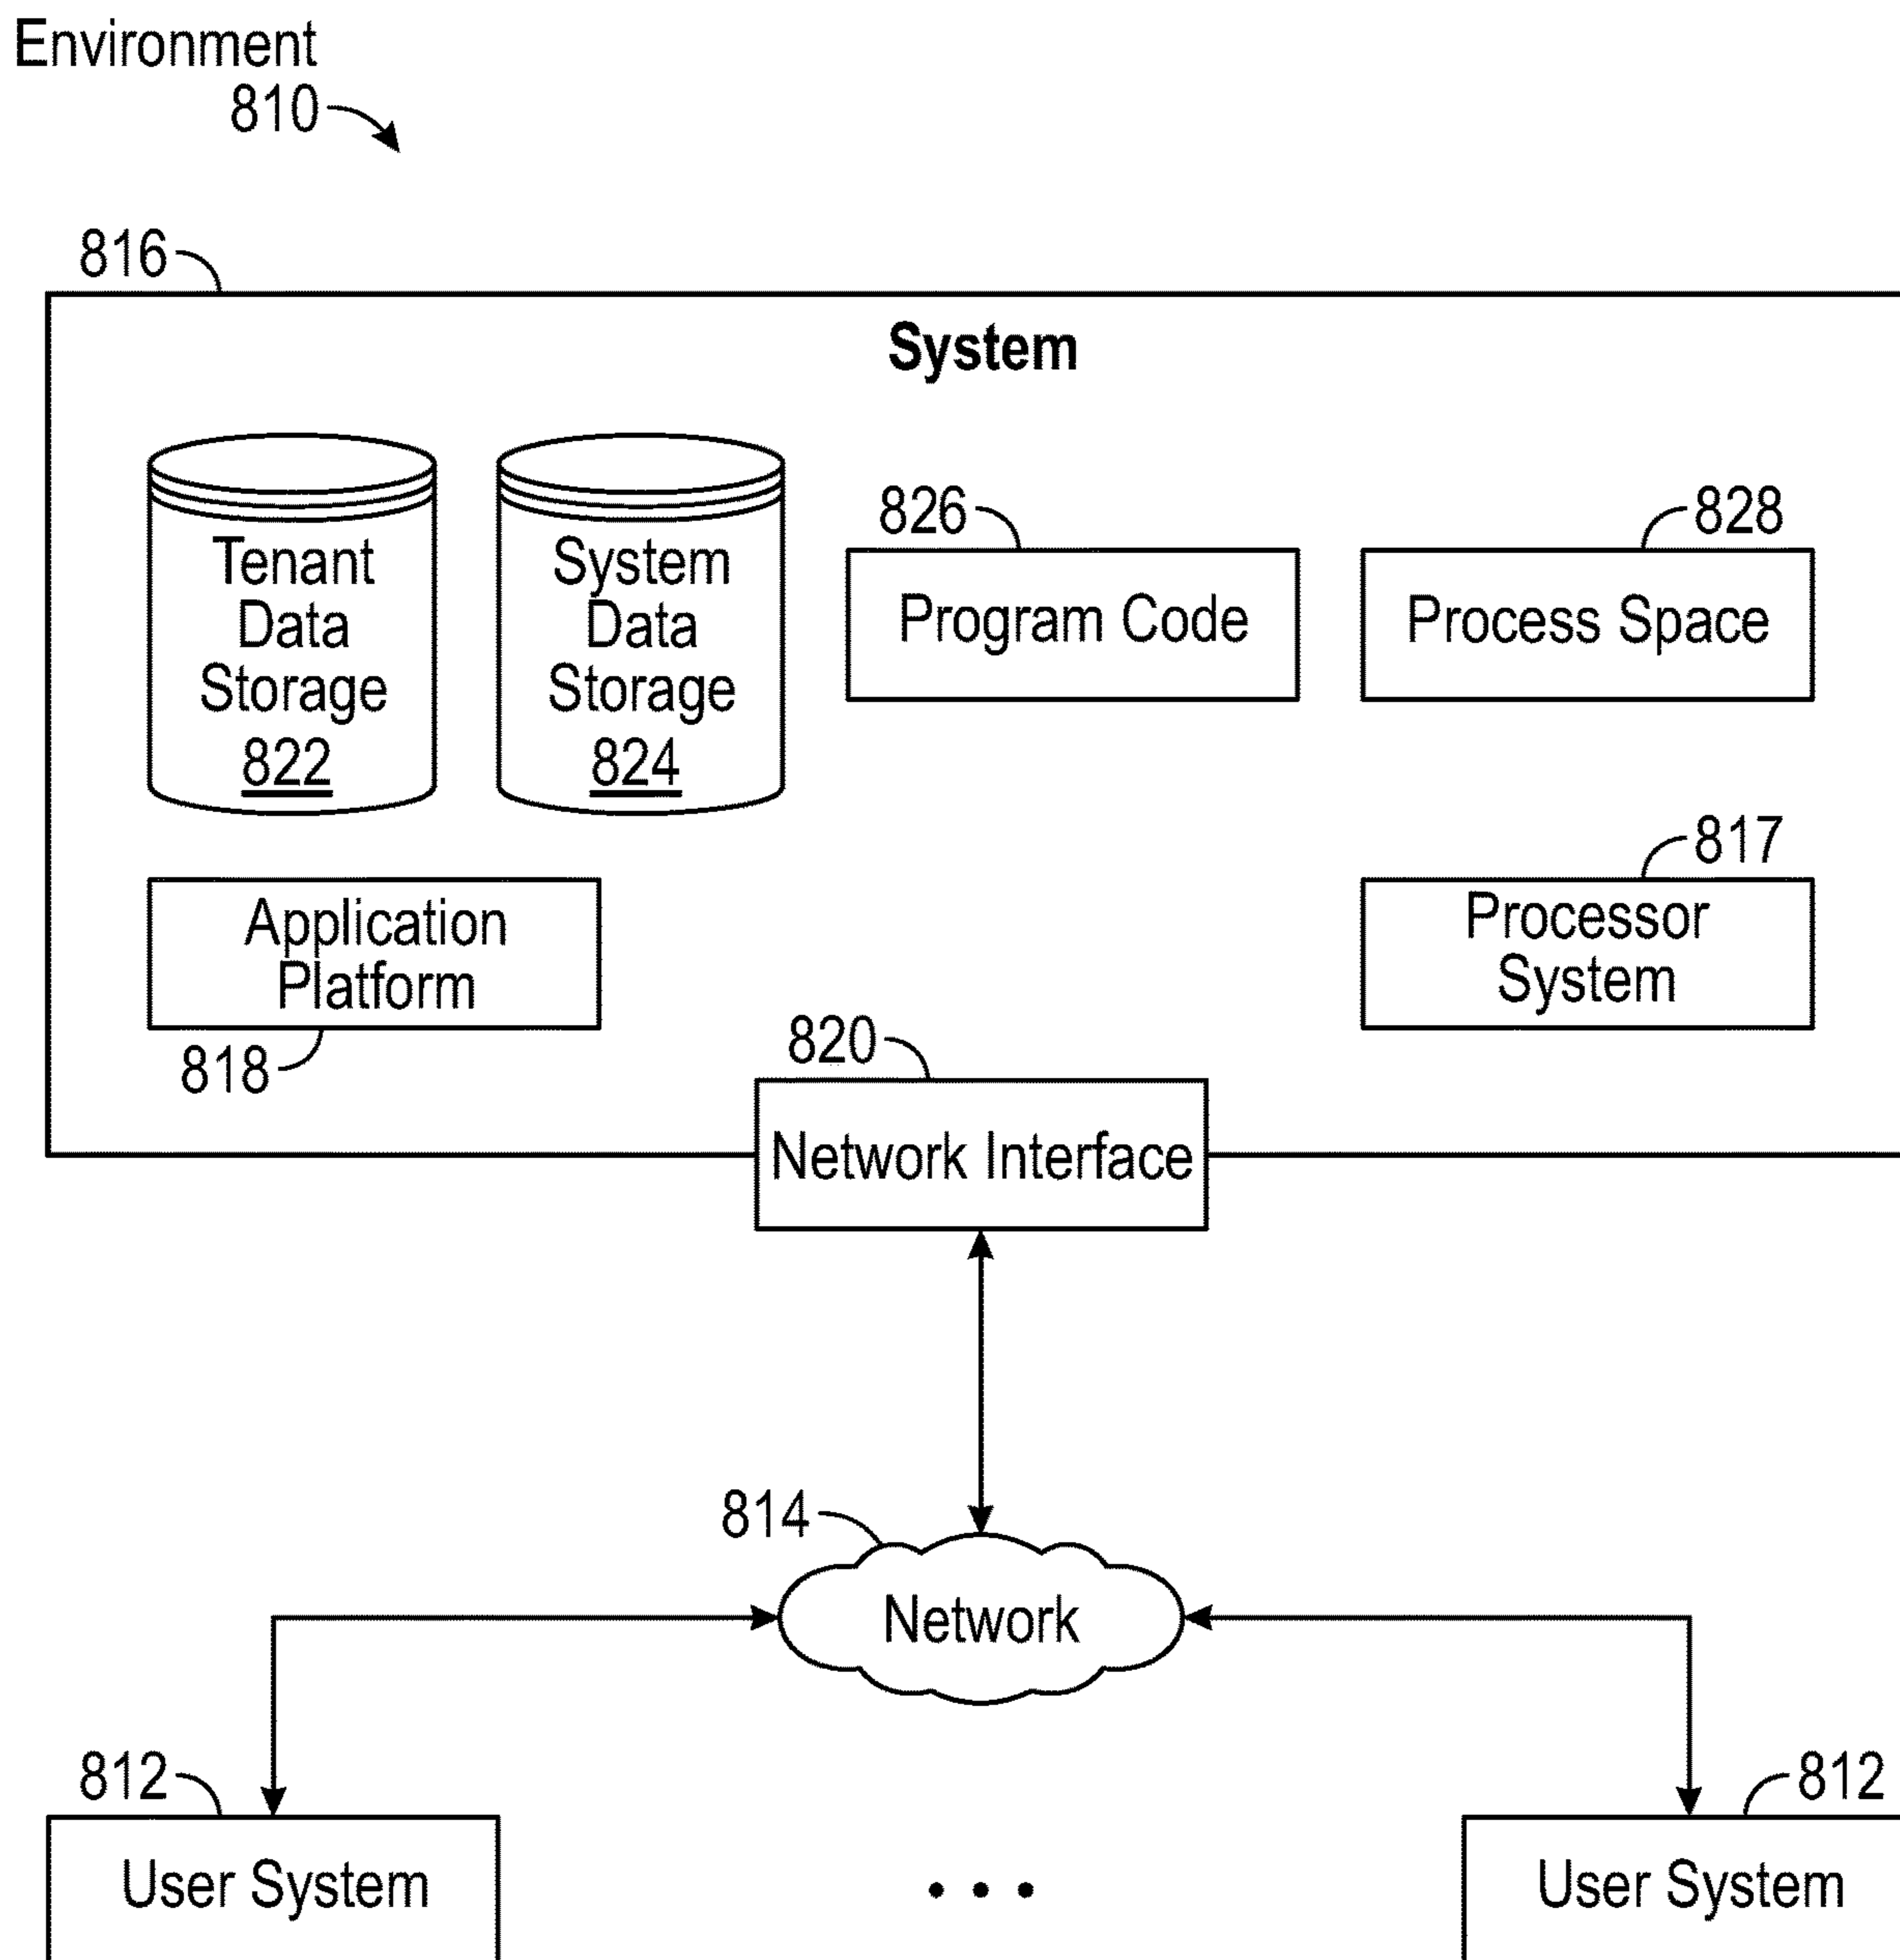 Environment
810
816
System
Tenant
Data
Storage
822
System
Data
Storage
824
826
Program Code
828
Process Space
Application
Platform
818
817
Processor
System
820
Network Interface
814
Network
812
User System
• • •
812
User System